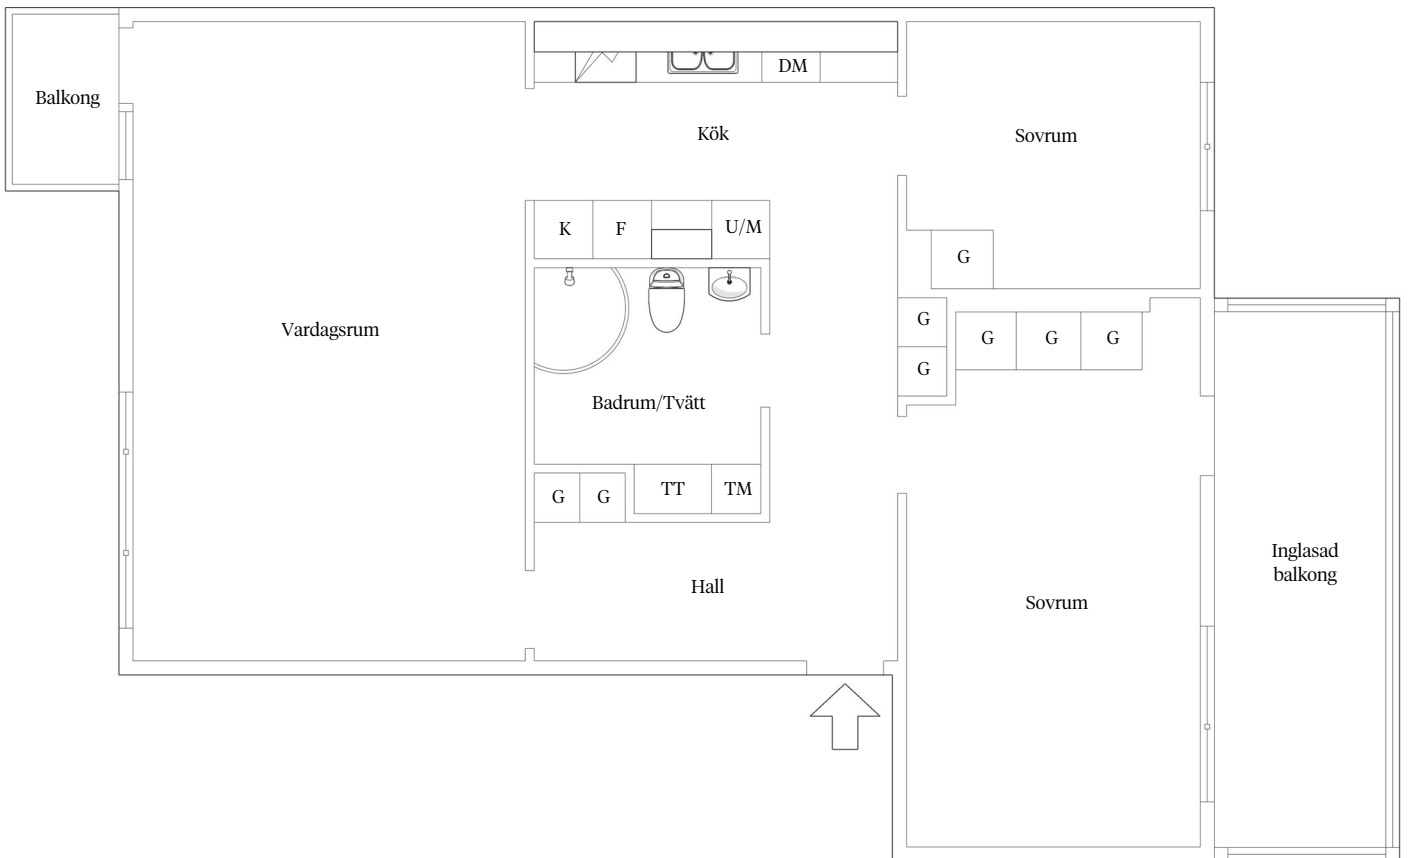 DM
Balkong
Kök
Sovrum
K
F
U/M
G
G
Vardagsrum
G
G
G
G
Badrum/Tvätt
G
G
TT
TM
Inglasad
balkong
Hall
Sovrum